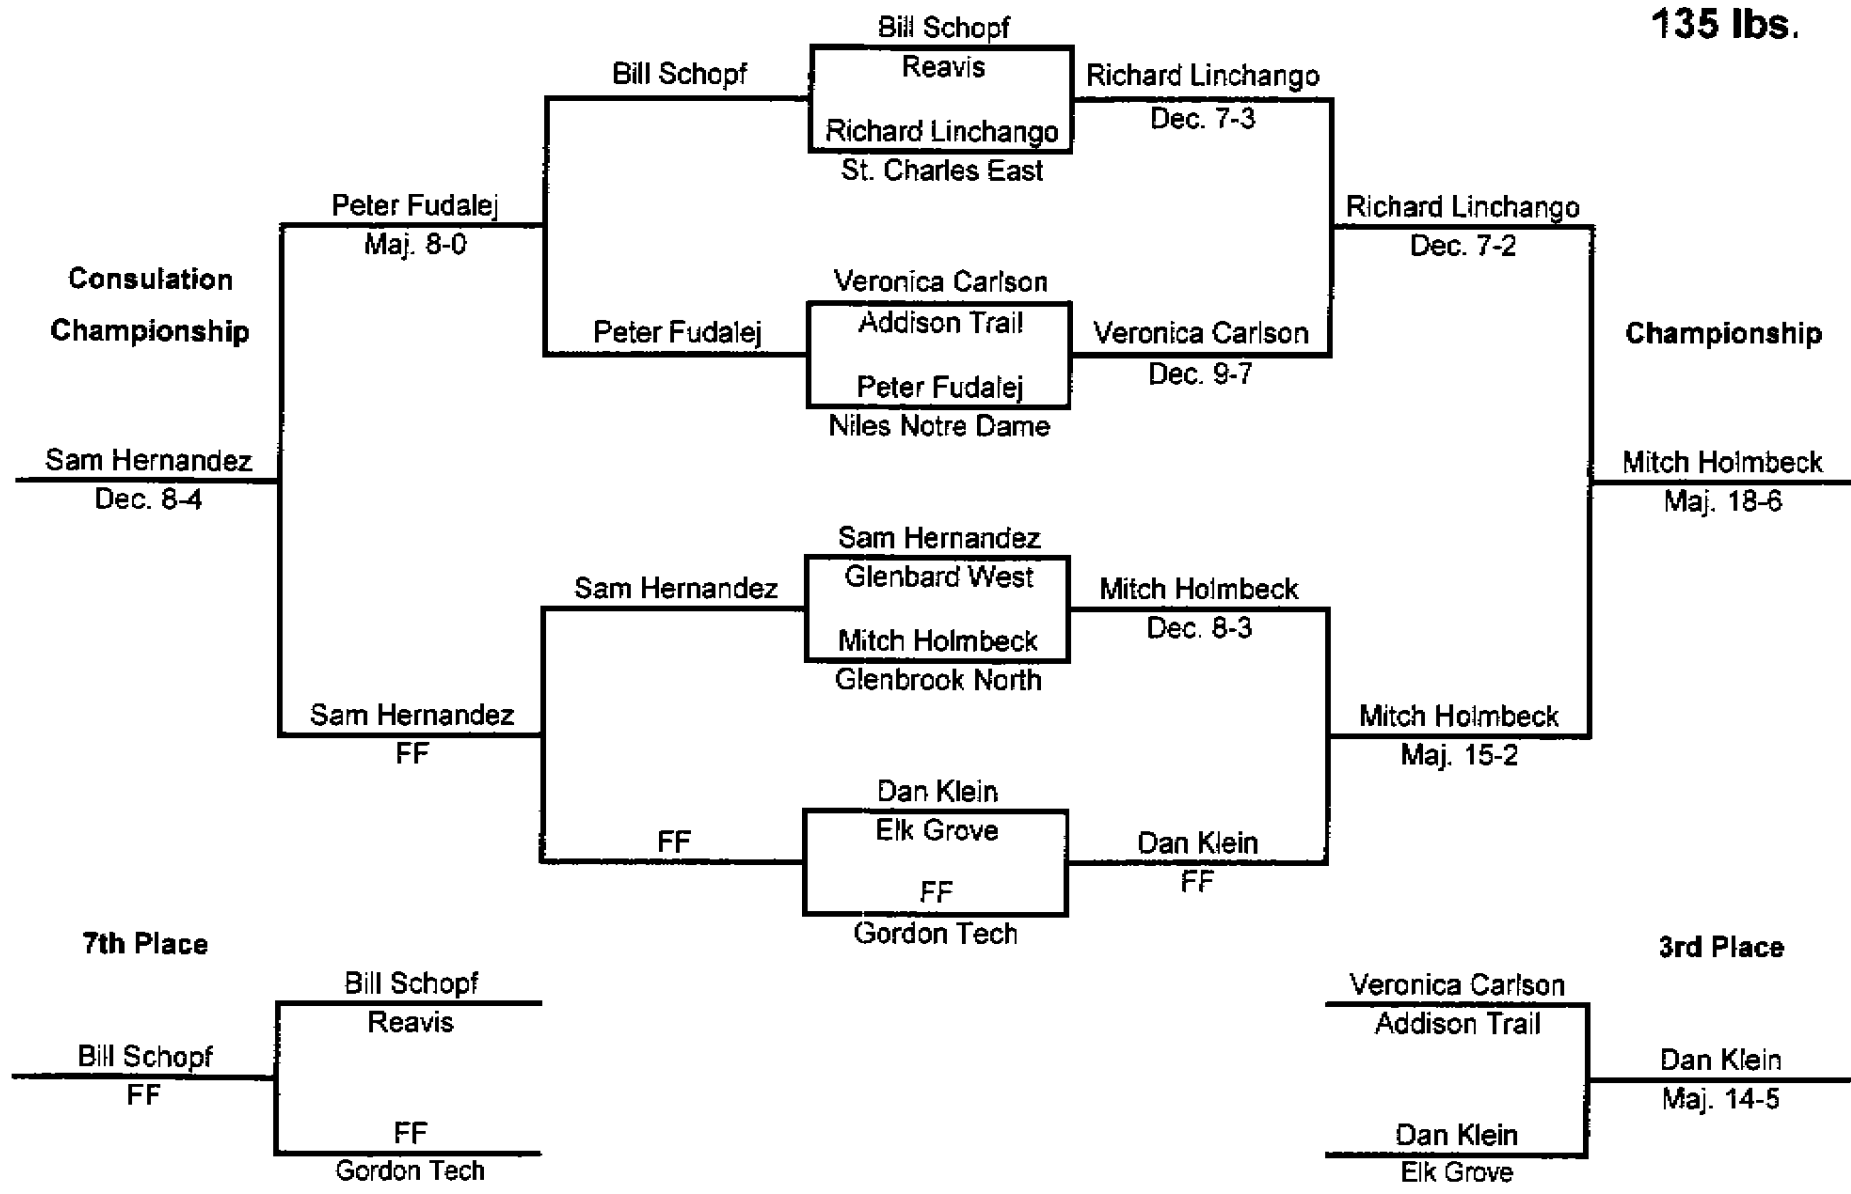 135 lbs.
Bill Schopf
Reavis
Bill Schopf
Richard Linchango
Dec. 7-3
Richard Linchango
St. Charles East
Peter Fudalej
Maj. 8-0
Richard Linchango
Dec. 7-2
Consulation
Championship
Veronica Carlson
Addison Trail
Peter Fudalej
Veronica Carlson
Dec. 9-7
Championship
Peter Fudalej
Niles Notre Dame
Sam Hernandez
Dec. 8-4
Mitch Holmbeck
Maj. 18-6
Sam Hernandez
Glenbard West
Sam Hernandez
Mitch Holmbeck
Dec. 8-3
Mitch Holmbeck
Glenbrook North
Sam Hernandez
FF
Mitch Holmbeck
Maj. 15-2
Dan Klein
Elk Grove
FF
Dan Klein
FF
FF
Gordon Tech
7th Place
3rd Place
Bill Schopf
Reavis
Veronica Carlson
Addison Trail
Bill Schopf
FF
Dan Klein
Maj. 14-5
FF
Gordon Tech
Dan Klein
Elk Grove